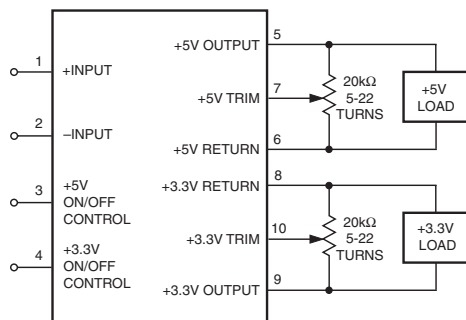 1
+INPUT
2
–INPUT
3
+5V
ON/OFF
CONTROL
4
+3.3V
ON/OFF
CONTROL
+5V OUTPUT
5
+5V TRIM
7
+5V RETURN
6
+3.3V RETURN
8
+3.3V TRIM
10
+3.3V OUTPUT
9
20kΩ
5-22
TURNS
+5V
LOAD
20kΩ
5-22
TURNS
+3.3V
LOAD